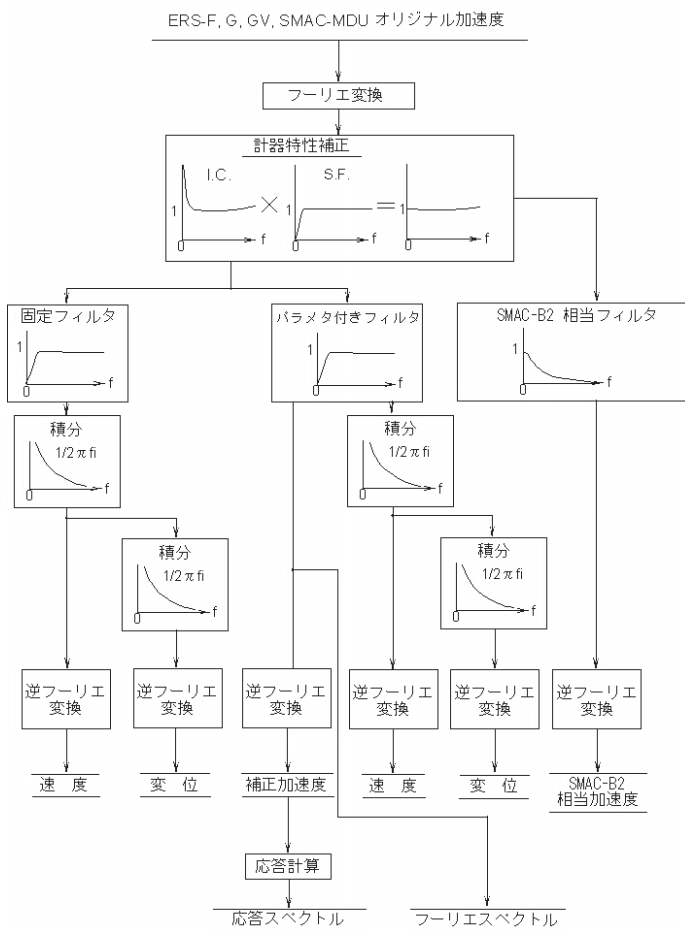 ERS-F, G, GV, SMAC-MDU オリジナル加速度
フーリエ変換
計器特性補正
I.C.
S.F.
1
×
1
=
1
0
f
0
f
0
f
固定フィルタ
1
0
f
パラメタ付きフィルタ
1
0
f
SMAC-B2 相当フィルタ
1
0
f
積分
1/2πfi
0
f
積分
1/2πfi
0
f
積分
1/2πfi
0
f
積分
1/2πfi
0
f
逆フーリエ
変換
逆フーリエ
変換
逆フーリエ
変換
逆フーリエ
変換
逆フーリエ
変換
逆フーリエ
変換
速 度
変 位
補正加速度
速 度
変 位
SMAC-B2
相当加速度
応答計算
応答スペクトル
フーリエスペクトル